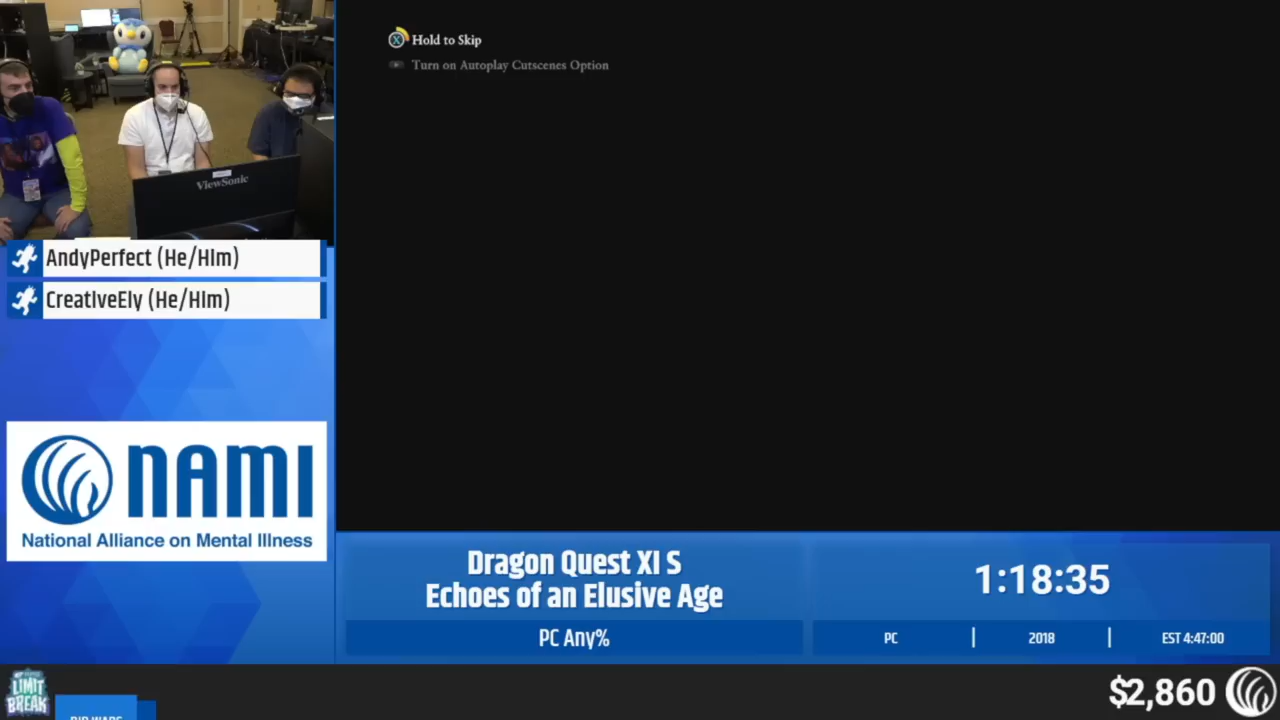 Hold to Skip
Turn on Autoplay Cutscenes Option
ViewSonic
AndyPerfect (He/Him)
CreativeEly (He/Him)
NAMI
National Alliance on Mental Illness
Dragon Quest XI S
Echoes of an Elusive Age
PC Any%
1:18:35
PC | 2018 | EST 4:47:00
LIMIT
BREAK
$2,860